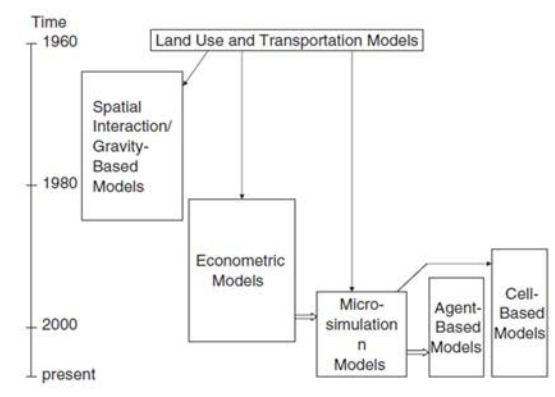 Time
1960
Land Use and Transportation Models
Spatial
Interaction/
Gravity-
Based
Models
1980
Econometric
Models
Micro-
simulation
n
Models
Agent-
Based
Models
Cell-
Based
Models
2000
present